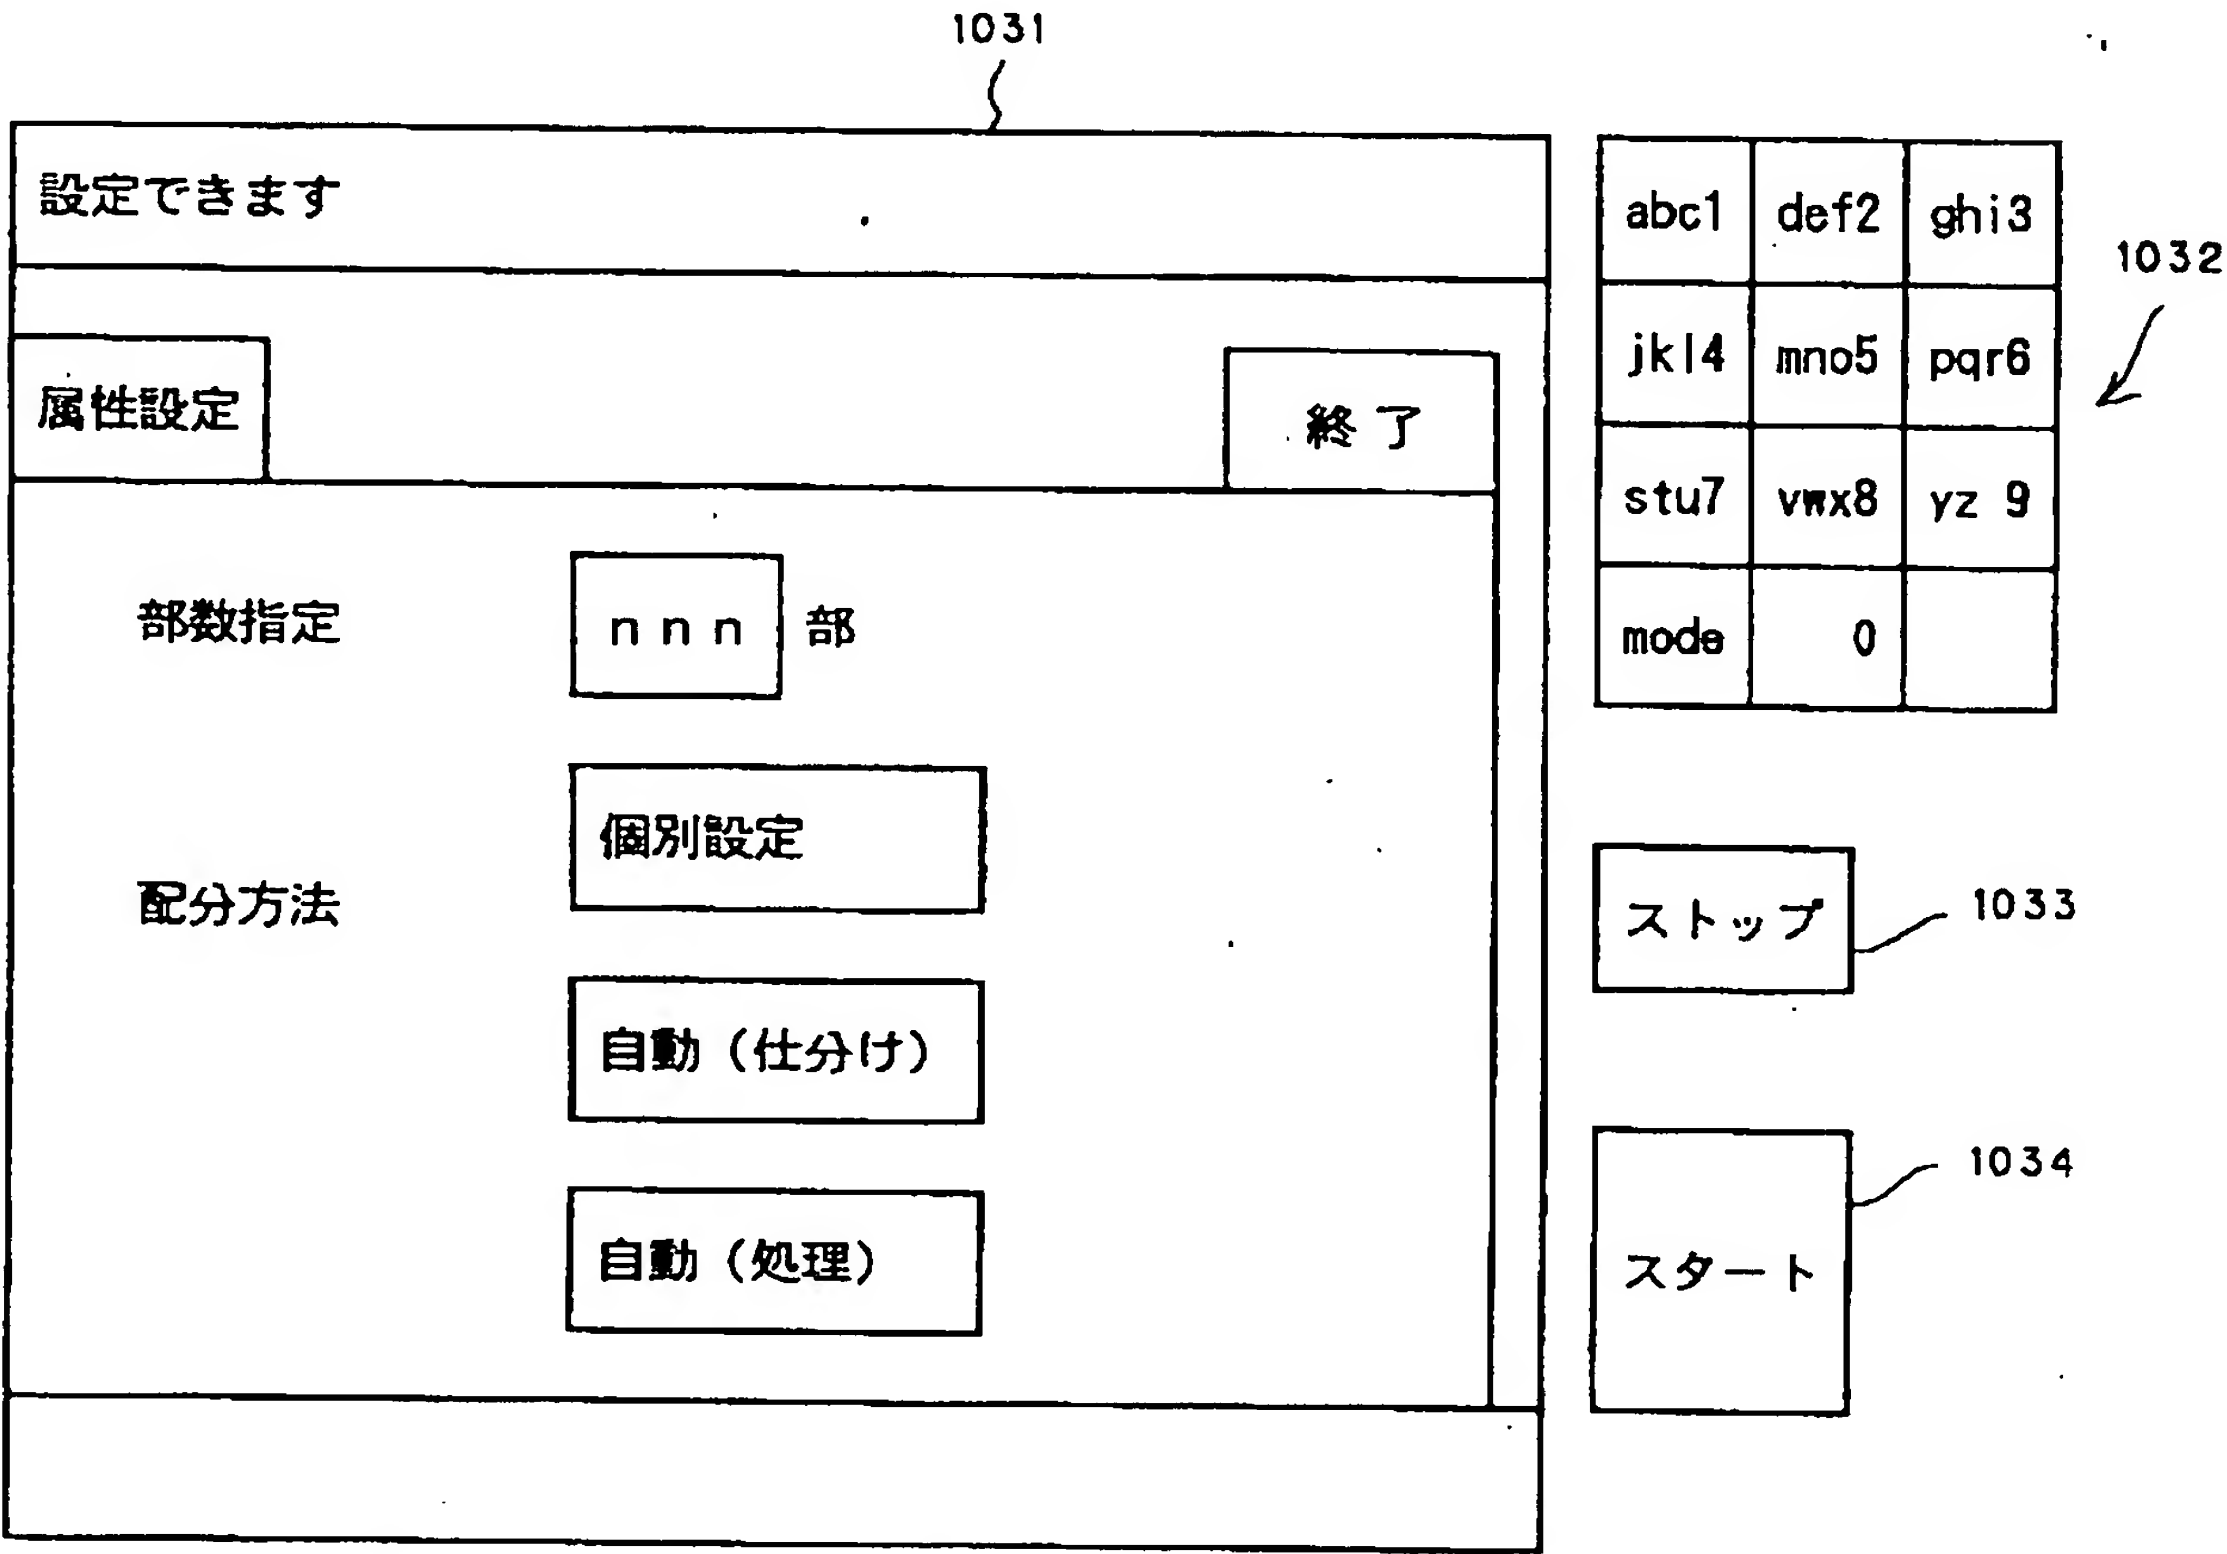 1031
設定できます
属性設定
終了
部数指定
nnn 部
配分方法
個別設定
自動（仕分け）
自動（処理）
abc1 def2 ghi3
jkl4 mno5 pqr6
stu7 vwx8 yz 9
mode 0
1032
ストップ
1033
スタート
1034